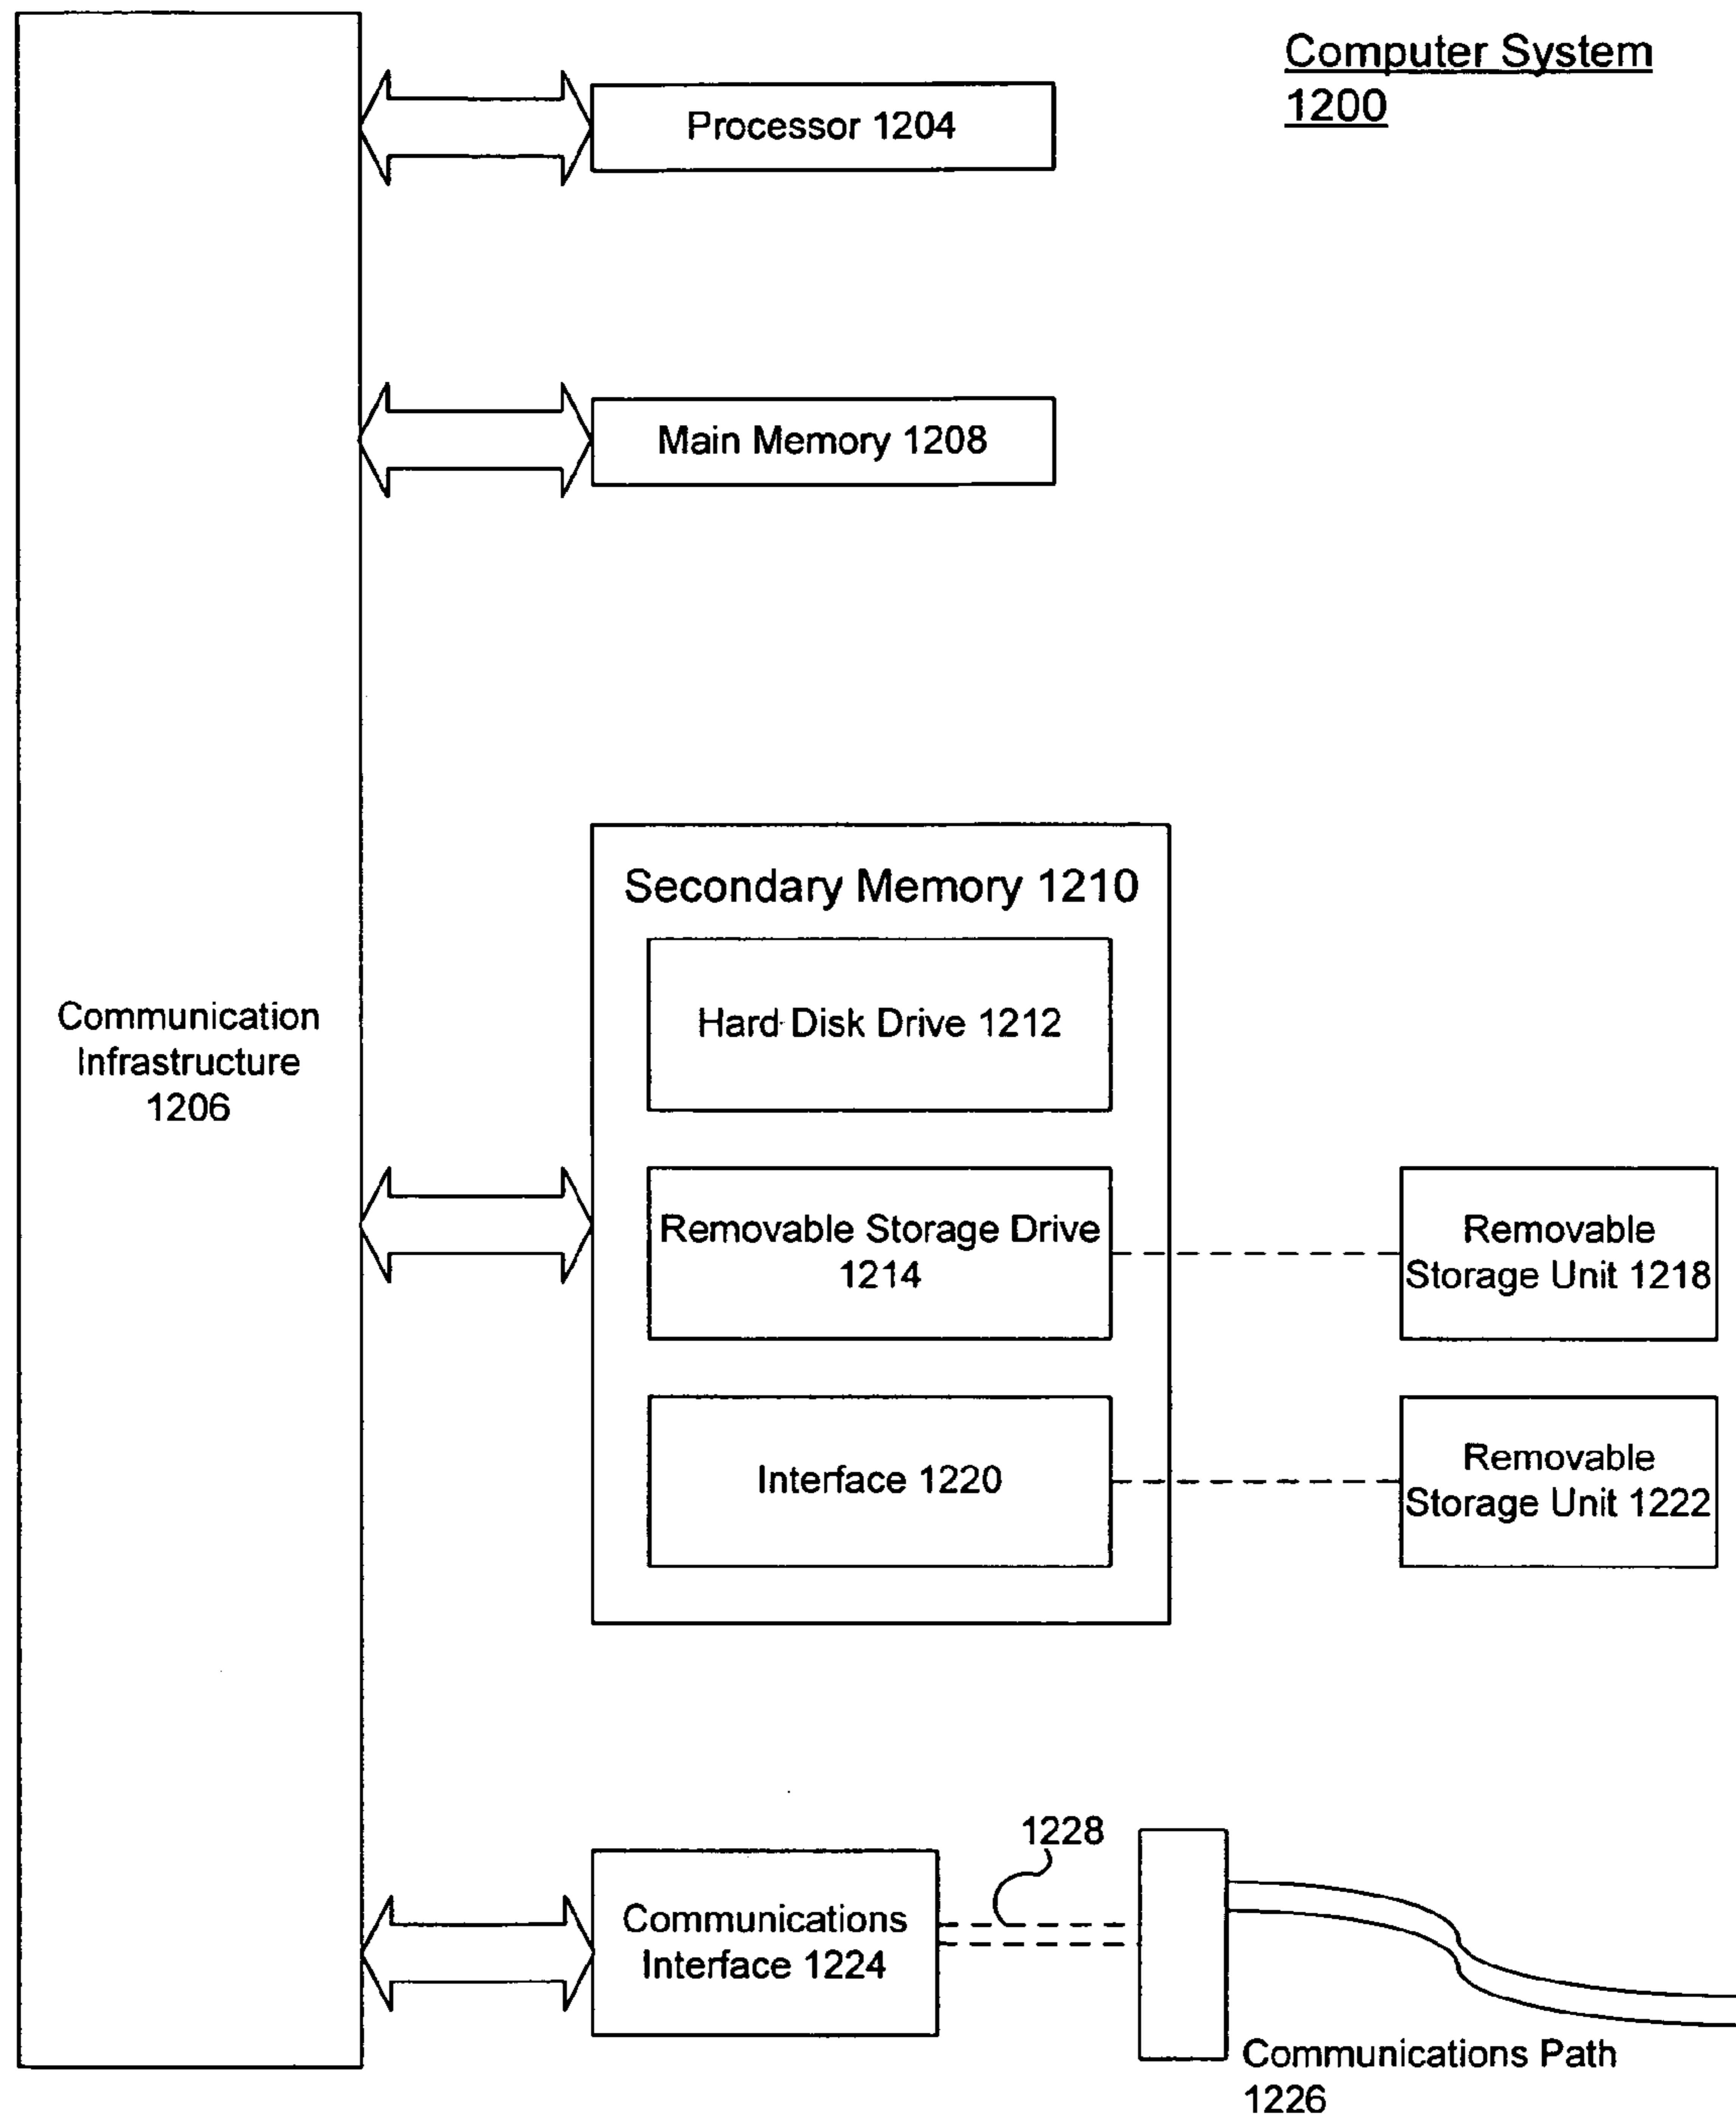 Computer System
1200
Processor 1204
Main Memory 1208
Secondary Memory 1210
Hard Disk Drive 1212
Communication
Infrastructure
1206
Removable Storage Drive
1214
Removable
Storage Unit 1218
Interface 1220
Removable
Storage Unit 1222
1228
Communications
Interface 1224
Communications Path
1226